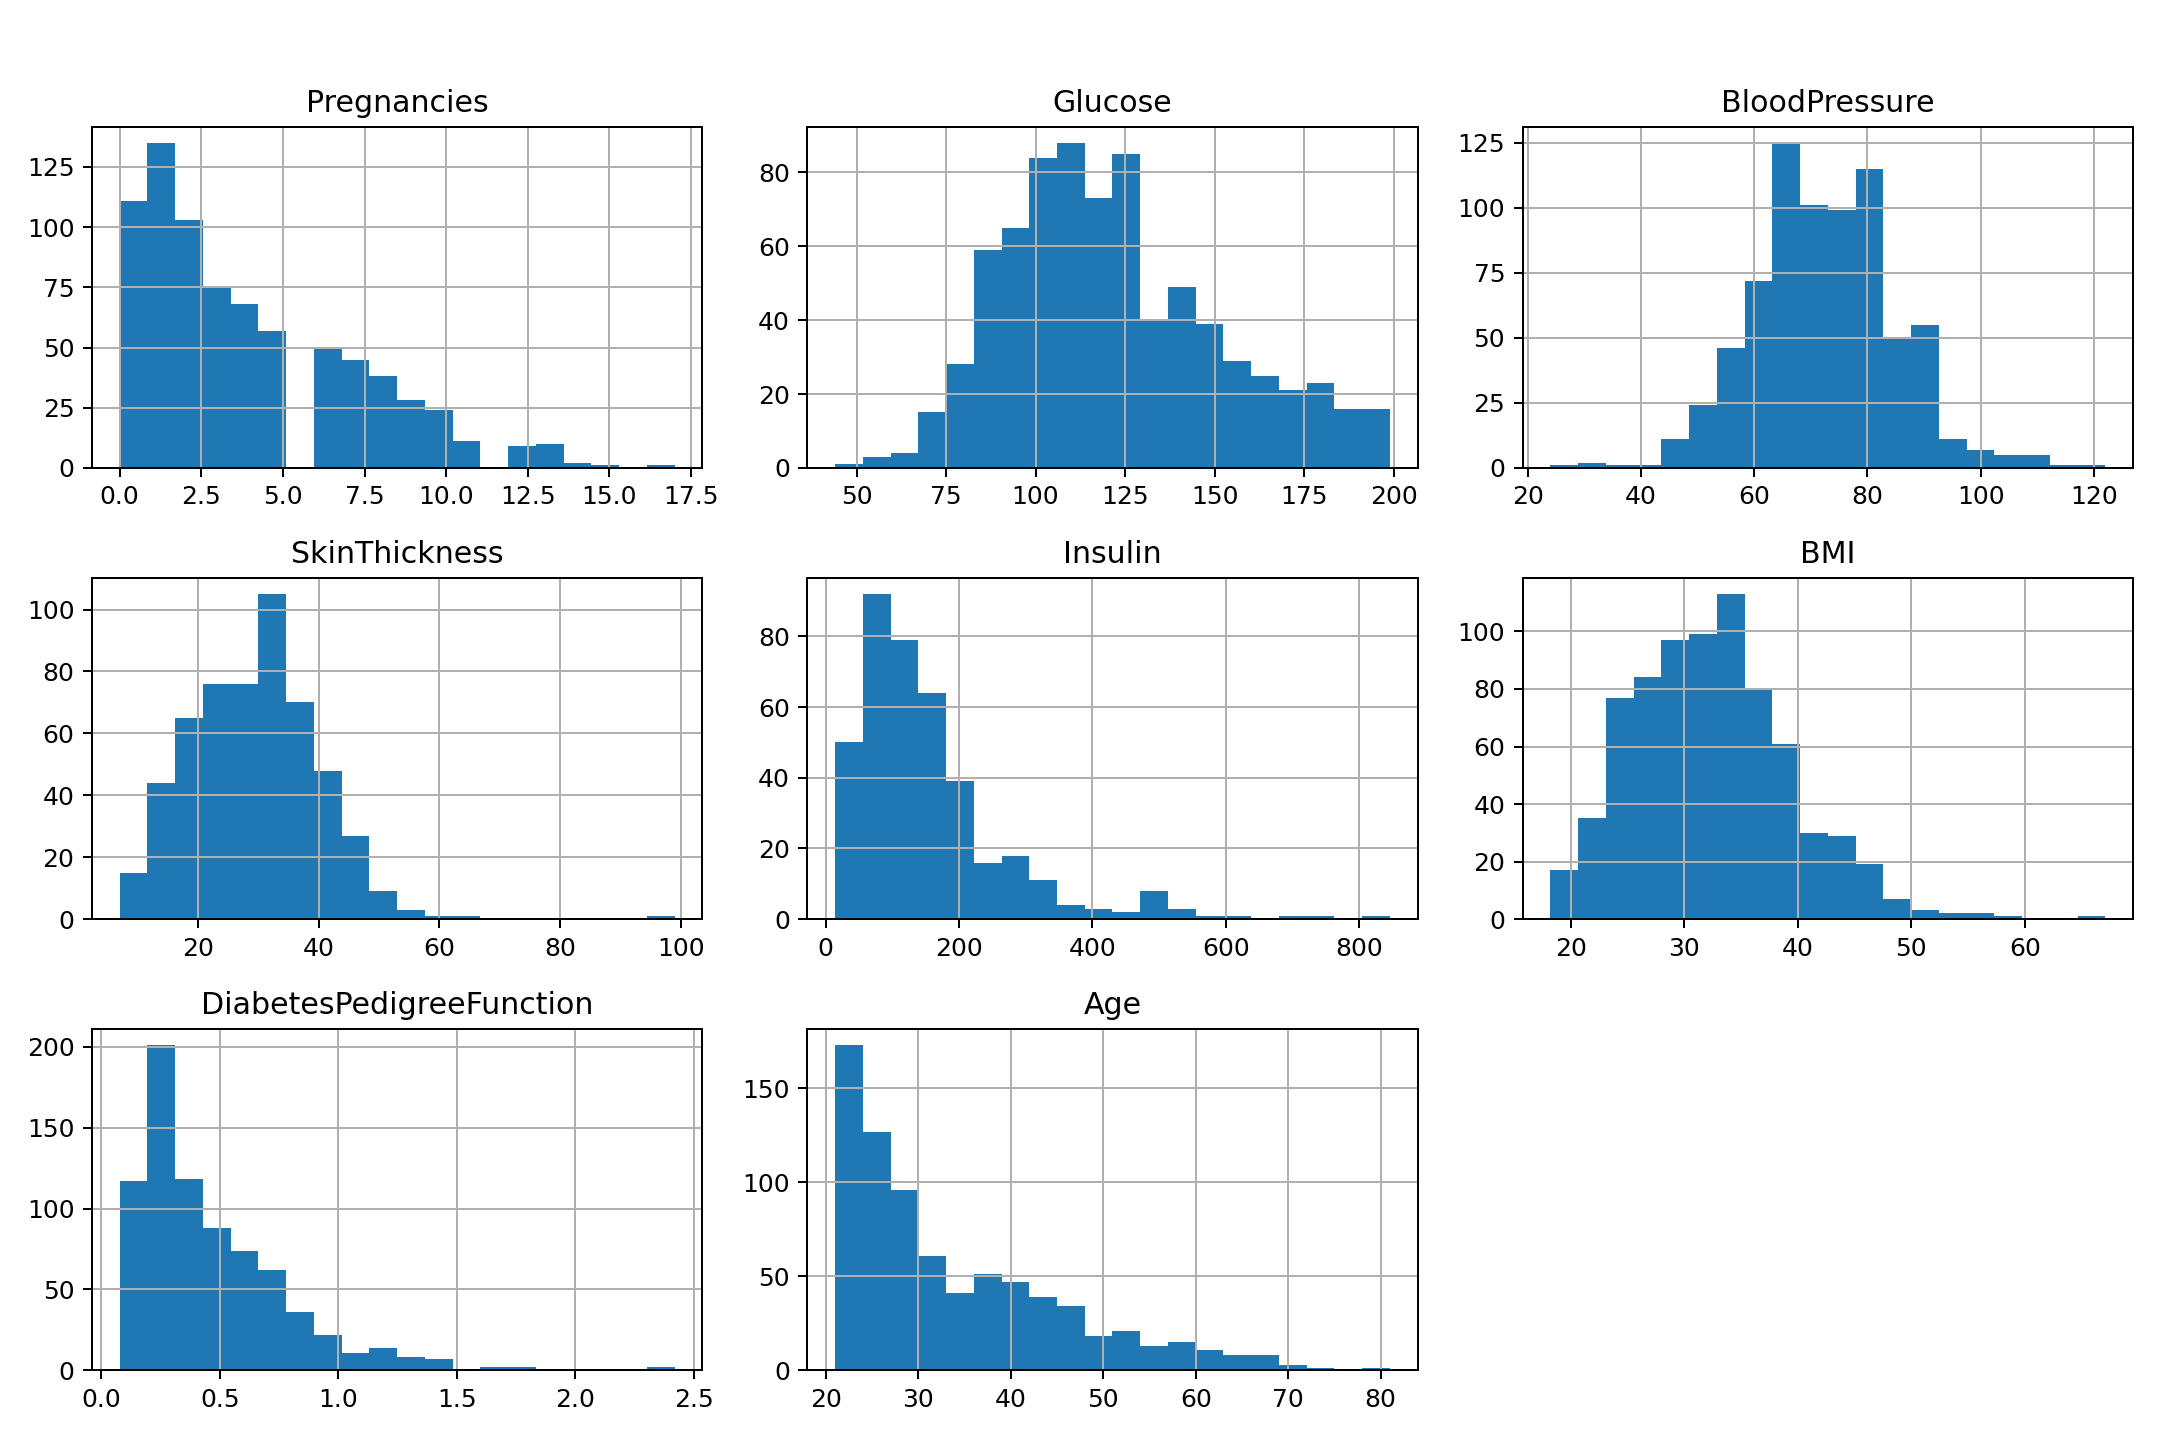 Pregnancies
125
100
75
50
25
0
0.0 2.5 5.0 7.5 10.0 12.5 15.0 17.5
Glucose
80
60
40
20
0
50 75 100 125 150 175 200
BloodPressure
125
100
75
50
25
0
20 40 60 80 100 120
SkinThickness
100
80
60
40
20
0
20 40 60 80 100
Insulin
80
60
40
20
0
0 200 400 600 800
BMI
100
80
60
40
20
0
20 30 40 50 60
DiabetesPedigreeFunction
200
150
100
50
0
0.0 0.5 1.0 1.5 2.0 2.5
Age
150
100
50
0
20 30 40 50 60 70 80